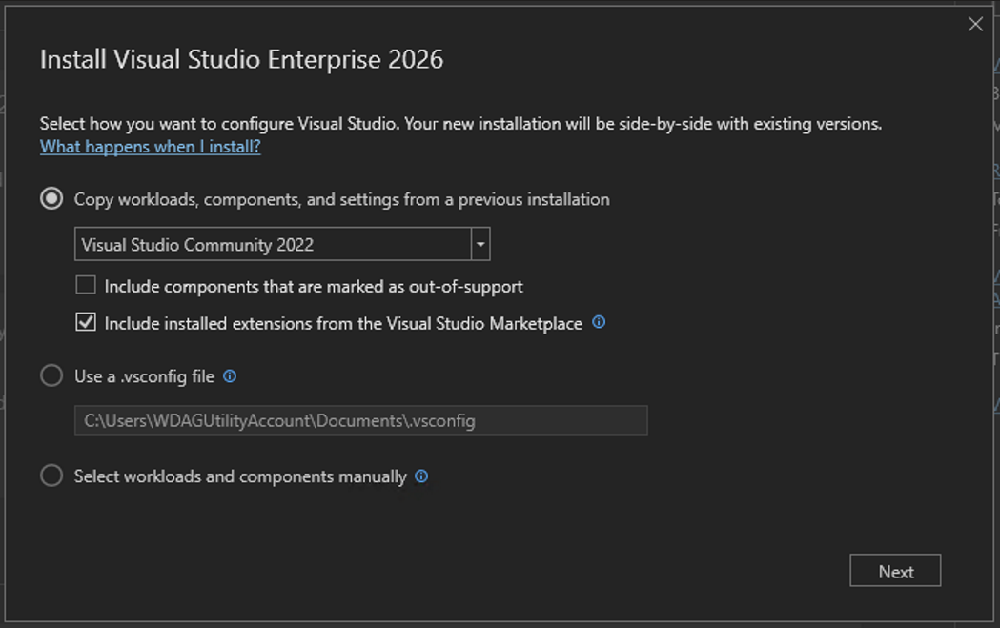 Install Visual Studio Enterprise 2026
Select how you want to configure Visual Studio. Your new installation will be side-by-side with existing versions.
What happens when I install?
Copy workloads, components, and settings from a previous installation
Visual Studio Community 2022
Include components that are marked as out-of-support
Include installed extensions from the Visual Studio Marketplace
Use a .vsconfig file
C:\Users\WDAGUtilityAccount\Documents\.vsconfig
Select workloads and components manually
Next